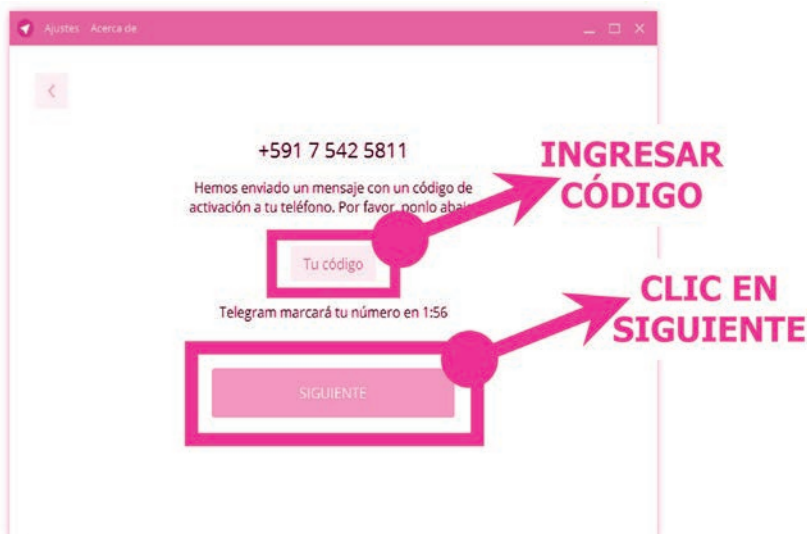 Ajustes Acerca de
+591 7 542 5811
Hemos enviado un mensaje con un código de
activación a tu teléfono. Por favor, ponlo
Tu código
Telegram marcará tu número en 1:56
SIGUIENTE
INGRESAR
CÓDIGO
CLIC EN
SIGUIENTE